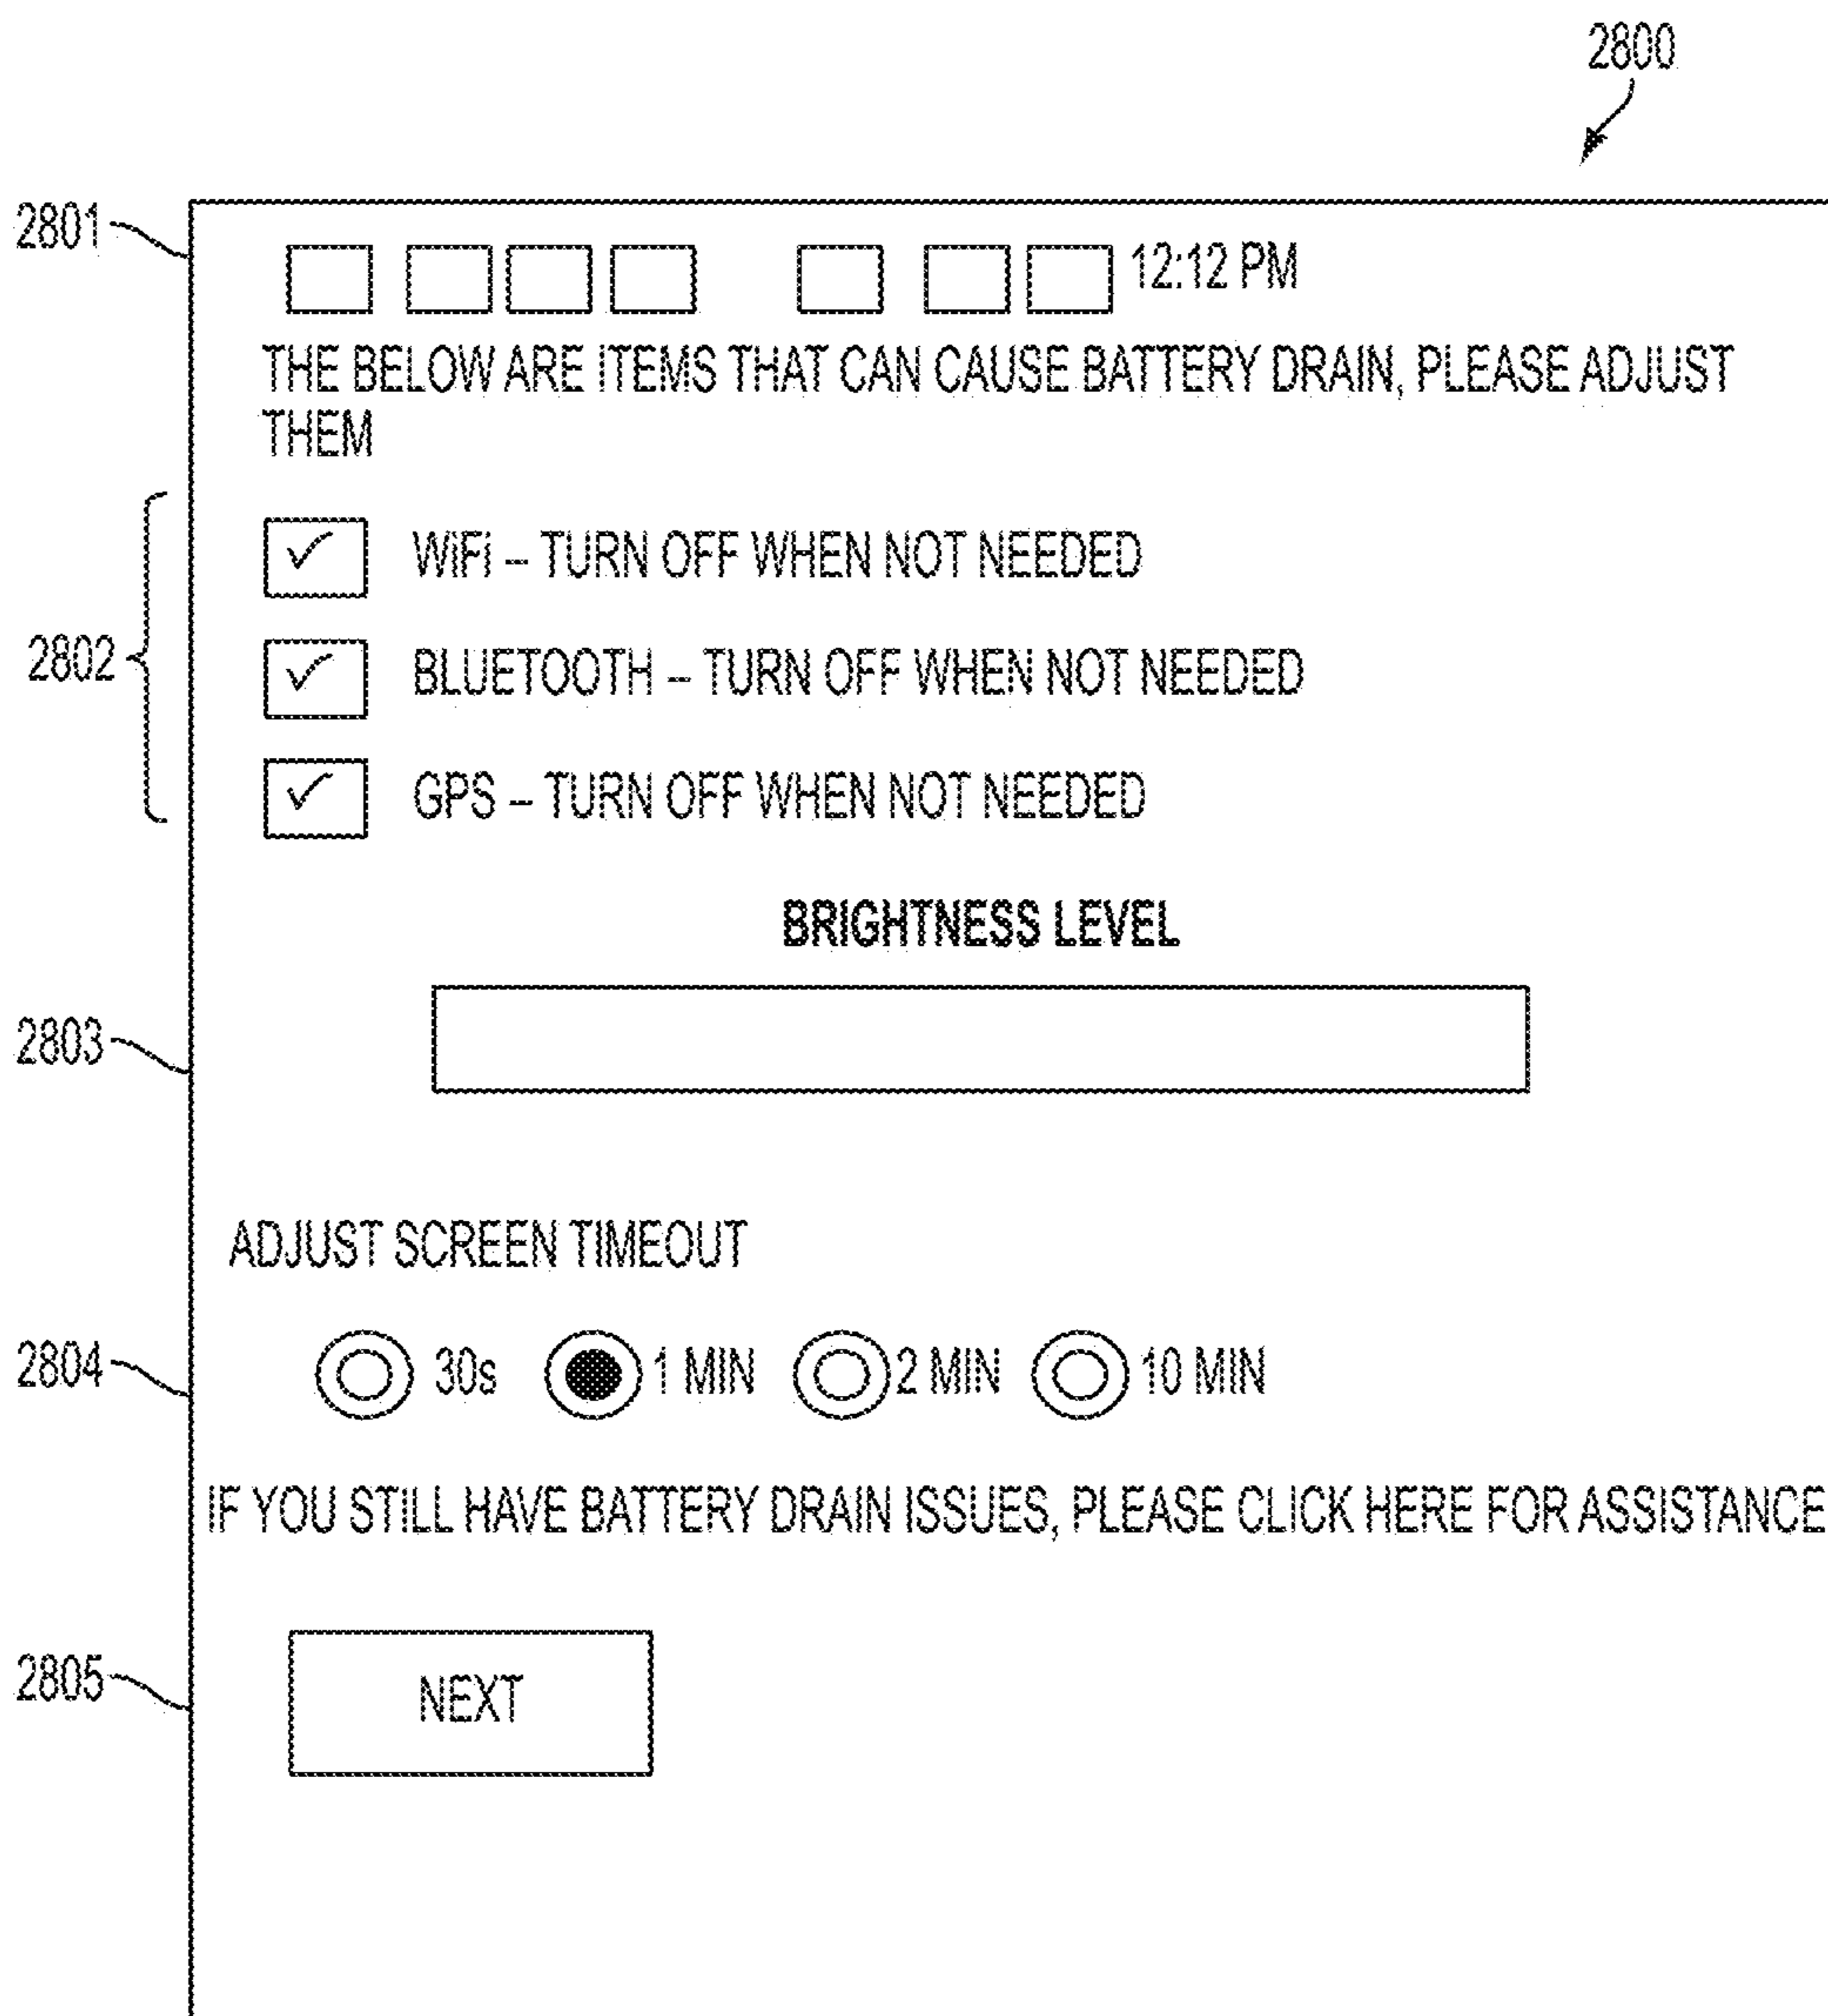 2800
2801
12:12 PM
THE BELOW ARE ITEMS THAT CAN CAUSE BATTERY DRAIN, PLEASE ADJUST
THEM
2802
WiFi – TURN OFF WHEN NOT NEEDED
BLUETOOTH – TURN OFF WHEN NOT NEEDED
GPS – TURN OFF WHEN NOT NEEDED
BRIGHTNESS LEVEL
2803
ADJUST SCREEN TIMEOUT
2804
30s 1 MIN 2 MIN 10 MIN
IF YOU STILL HAVE BATTERY DRAIN ISSUES, PLEASE CLICK HERE FOR ASSISTANCE
2805
NEXT